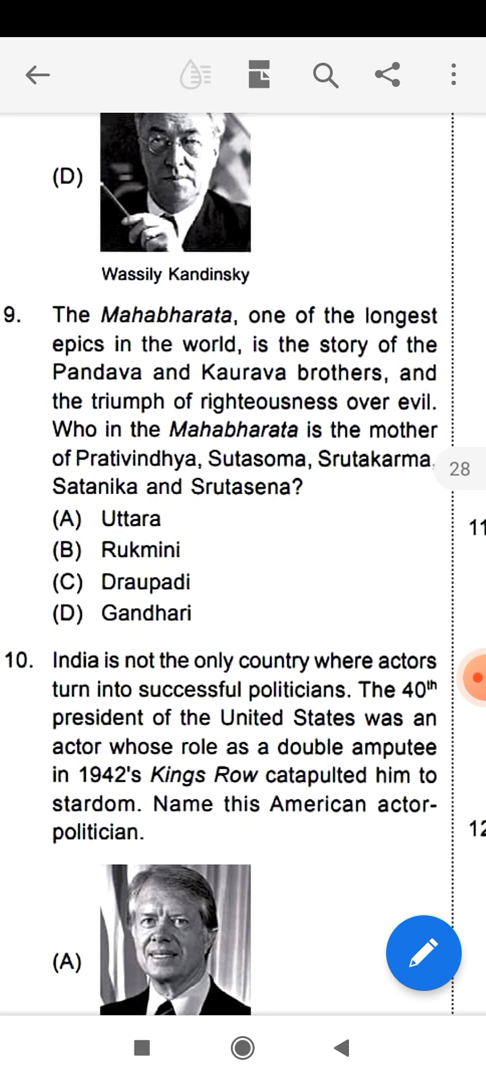 (D)
Wassily Kandinsky
9. The Mahabharata, one of the longest
epics in the world, is the story of the
Pandava and Kaurava brothers, and
the triumph of righteousness over evil.
Who in the Mahabharata is the mother
of Prativindhya, Sutasoma, Srutakarma,
Satanika and Srutasena?
28
(A) Uttara
11
(B) Rukmini
(C) Draupadi
(D) Gandhari
10. India is not the only country where actors
turn into successful politicians. The 40th
president of the United States was an
actor whose role as a double amputee
in 1942's Kings Row catapulted him to
stardom. Name this American actor-
politician.
12
(A)